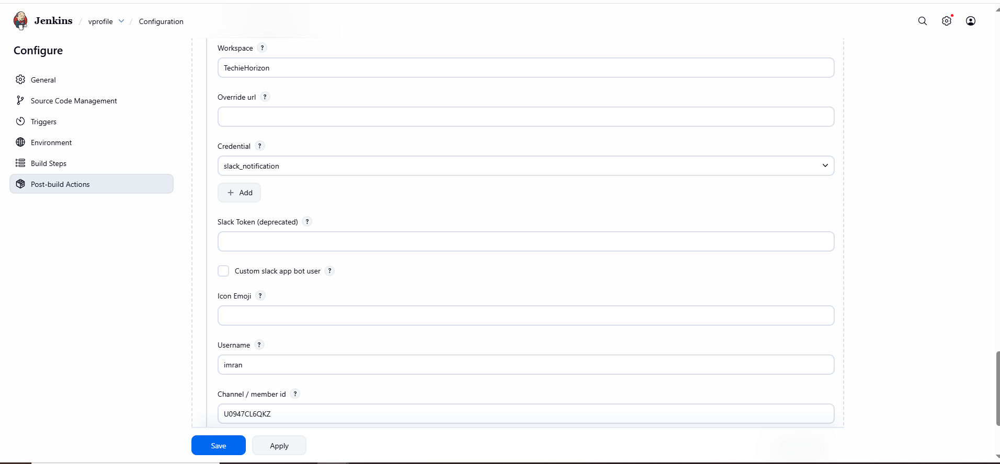 Jenkins / vprofile / Configuration
Configure
General
Source Code Management
Triggers
Environment
Build Steps
Post-build Actions
Workspace ?
TechieHorizon
Override url ?
Credential ?
slack_notification
+ Add
Slack Token (deprecated) ?
Custom slack app bot user ?
Icon Emoji ?
Username ?
imran
Channel / member id ?
U0947CL6QKZ
Save Apply